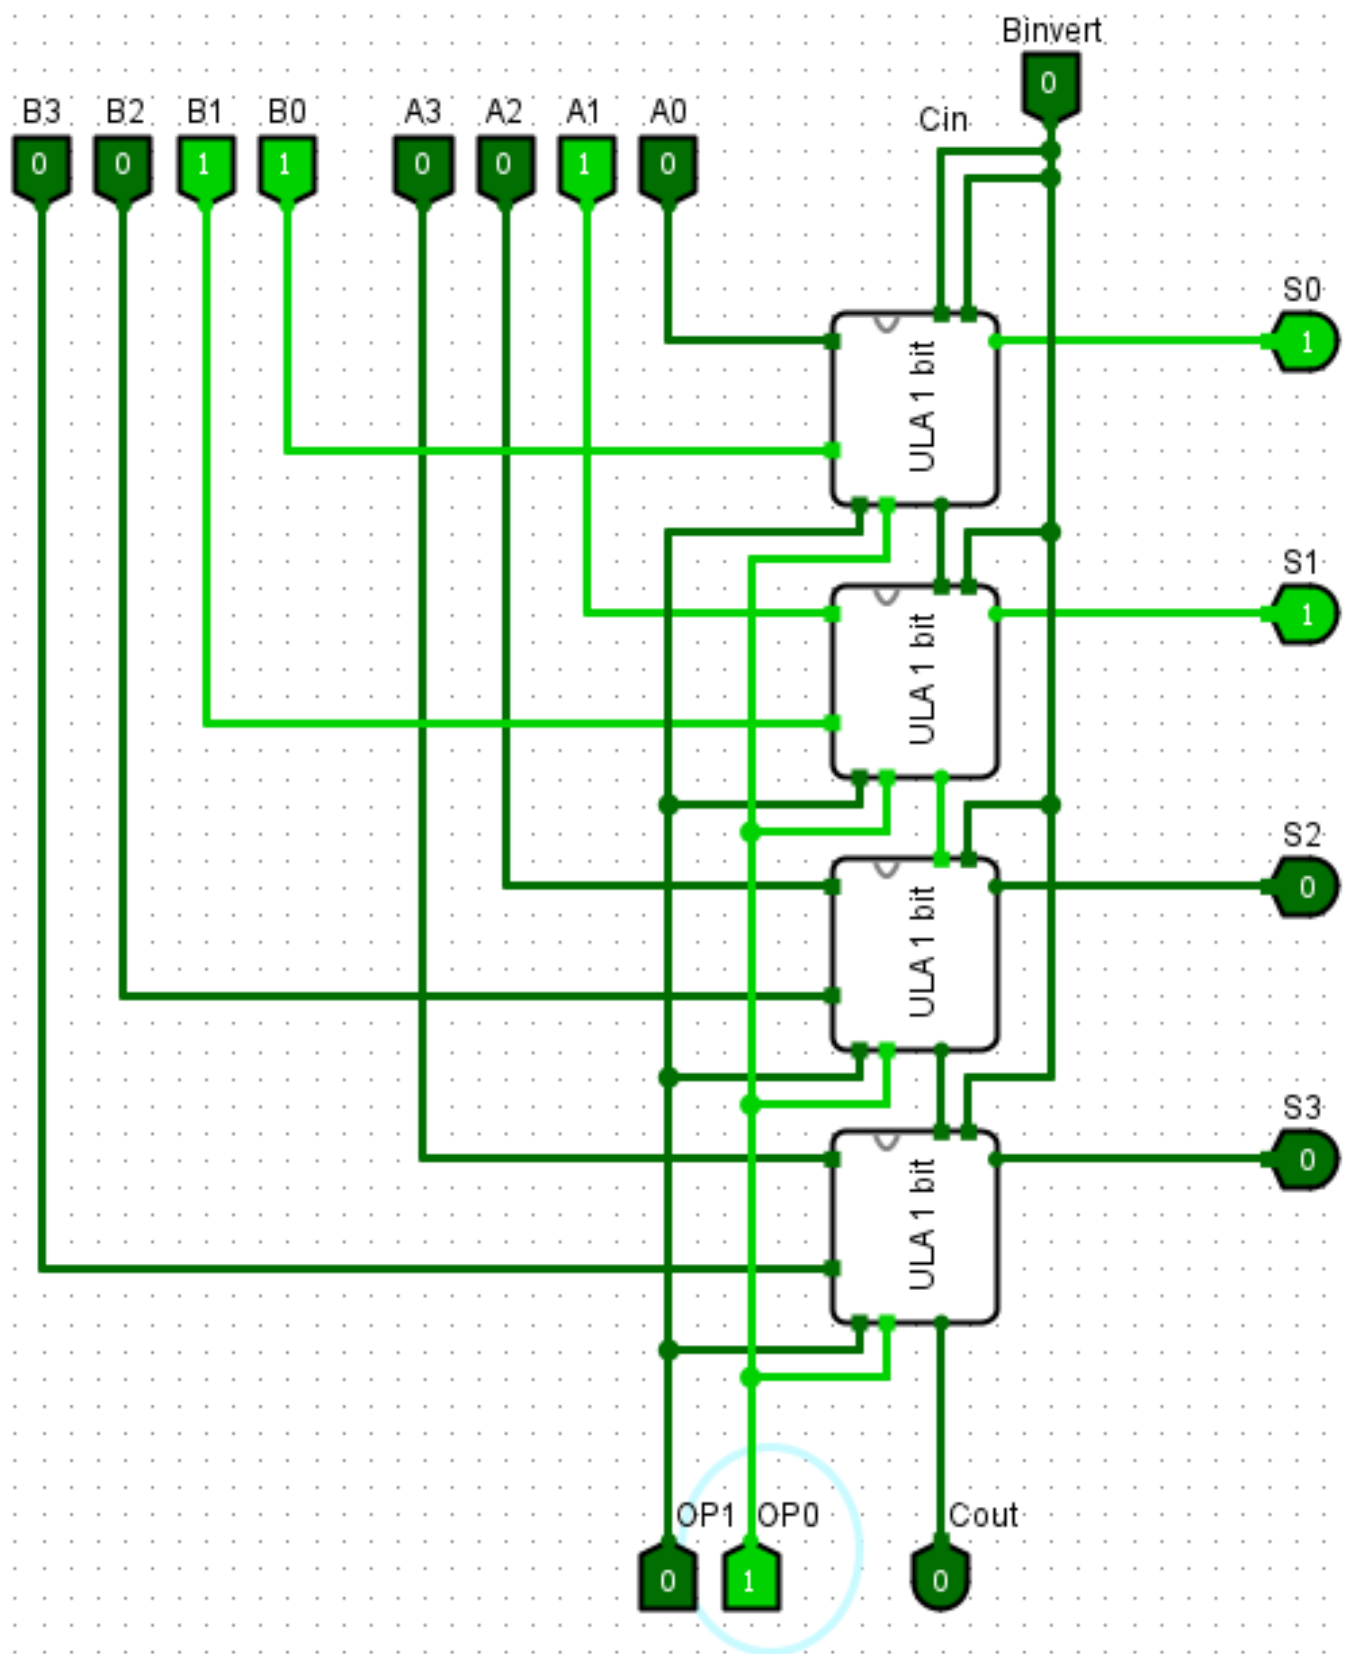 Binvert
0
B3 B2 B1 B0 A3 A2 A1 A0 Cin
0 0 1 1 0 0 1 0
S0
1
ULA 1 bit
S1
1
ULA 1 bit
S2
0
ULA 1 bit
S3
0
ULA 1 bit
OP1 OP0 Cout
0 1 0